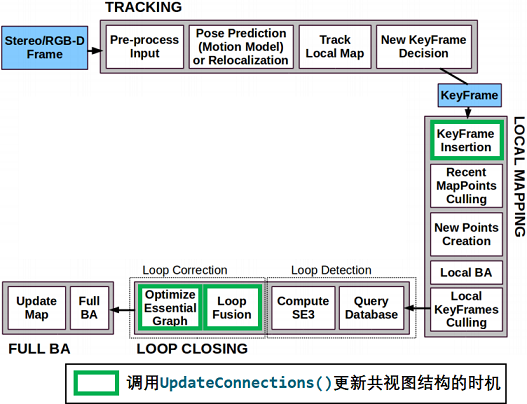 TRACKING
Stereo/RGB-D
Frame
Pre-process
Input
Pose Prediction
(Motion Model)
or Relocalization
Track
Local Map
New KeyFrame
Decision
KeyFrame
LOCAL MAPPING
KeyFrame
Insertion
Recent
MapPoints
Culling
New Points
Creation
Local BA
Local
KeyFrames
Culling
Loop Correction
Loop Detection
Optimize
Essential
Graph
Loop
Fusion
Compute
SE3
Query
Database
LOOP CLOSING
Update
Map
Full
BA
FULL BA
调用UpdateConnections()更新共视图结构的时机